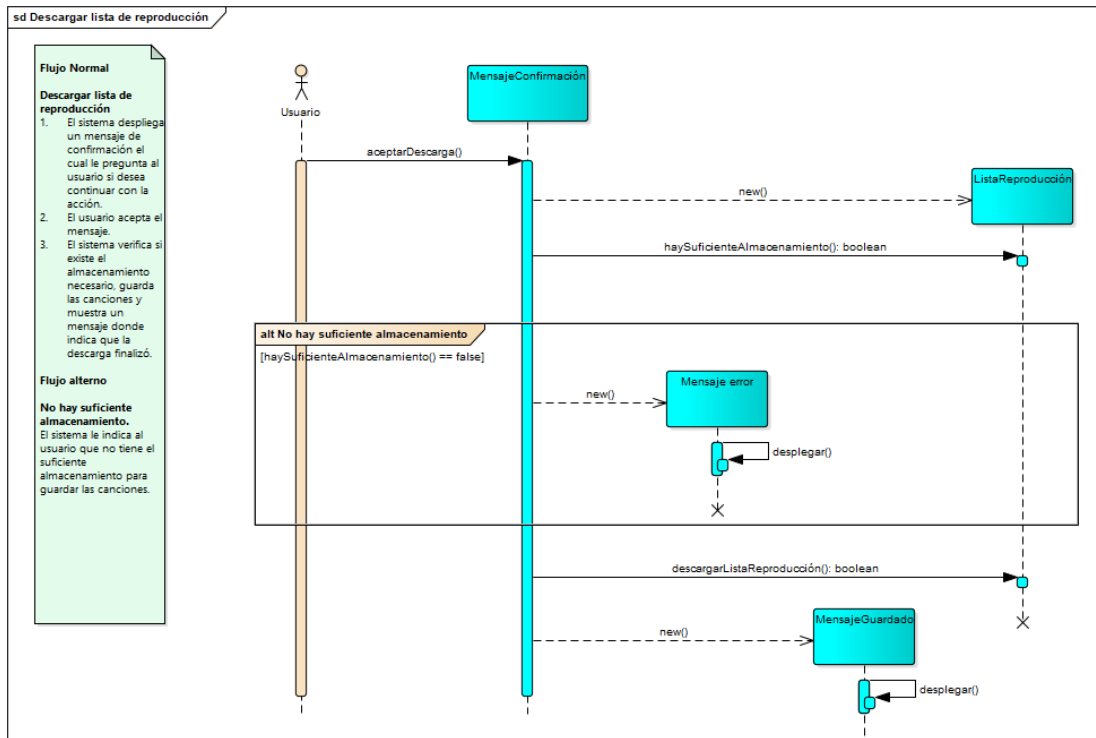 sd Descargar lista de reproducción
Flujo Normal
Descargar lista de
reproducción
1. El sistema despliega
un mensaje de
confirmación el
cual le pregunta al
usuario si desea
continuar con la
acción.
2. El usuario acepta el
mensaje.
3. El sistema verifica si
existe el
almacenamiento
necesario, guarda
las canciones y
muestra un
mensaje donde
indica que la
descarga finalizó.
Flujo alterno
No hay suficiente
almacenamiento.
El sistema le indica al
usuario que no tiene el
suficiente
almacenamiento para
guardar las canciones.
Usuario
MensajeConfirmación
aceptarDescarga()
new()
ListaReproducción
haySuficienteAlmacenamiento(): boolean
alt No hay suficiente almacenamiento
[haySuficienteAlmacenamiento() == false]
new()
Mensaje error
desplegar()
descargarListaReproducción(): boolean
new()
MensajeGuardado
desplegar()